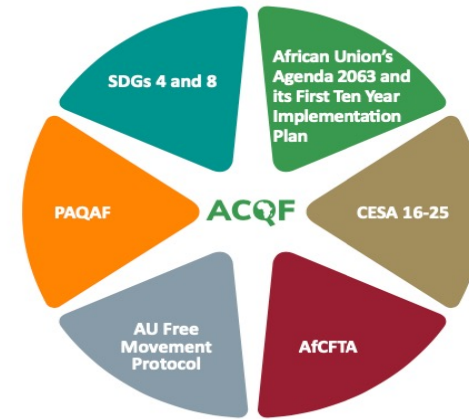 SDGs 4 and 8
African Union's
Agenda 2063 and
its First Ten Year
Implementation
Plan
PAQAF
ACQF
CESA 16-25
AU Free
Movement
Protocol
AfCFTA